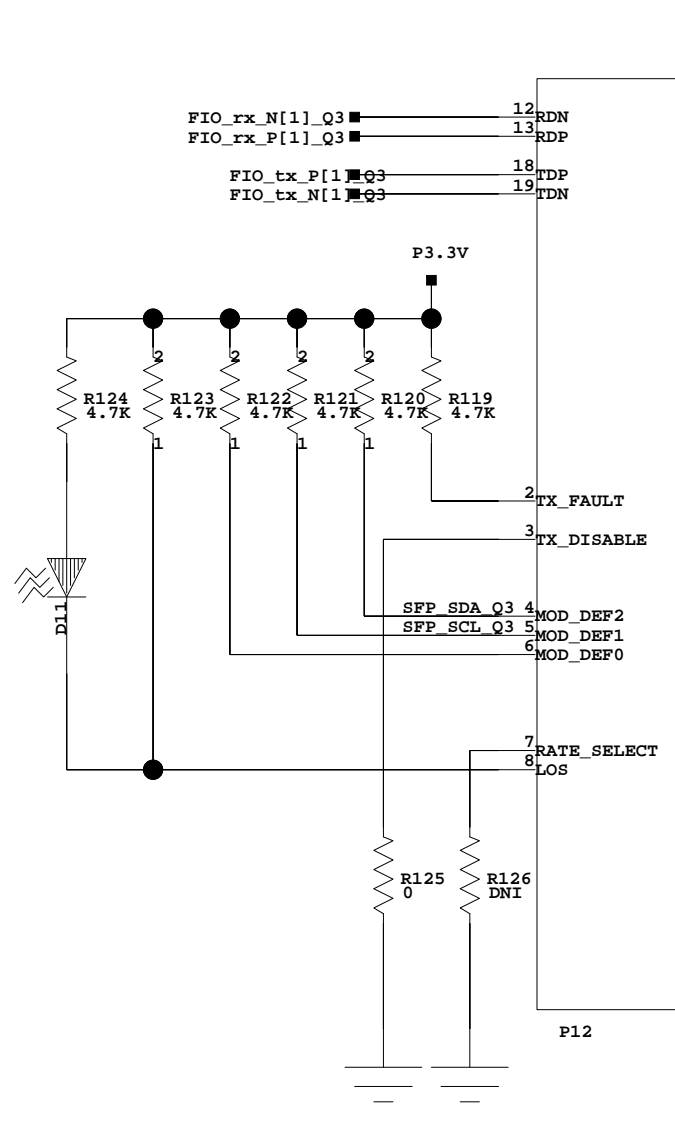 FIO_rx_N[1]_Q3 12 RDN
FIO_rx_P[1]_Q3 13 RDP
FIO_tx_P[1]_Q3 18 TDP
FIO_tx_N[1]_Q3 19 TDN
P3.3V
2 2 2 2
R124 R123 R122 R121 R120 R119
4.7K 4.7K 4.7K 4.7K 4.7K 4.7K
1 1 1 1
2 TX_FAULT
3 TX_DISABLE
SFP_SDA_Q3 4 MOD_DEF2
D11
SFP_SCL_Q3 5 MOD_DEF1
6 MOD_DEF0
7 RATE_SELECT
8 LOS
R125 R126
0 DNI
P12